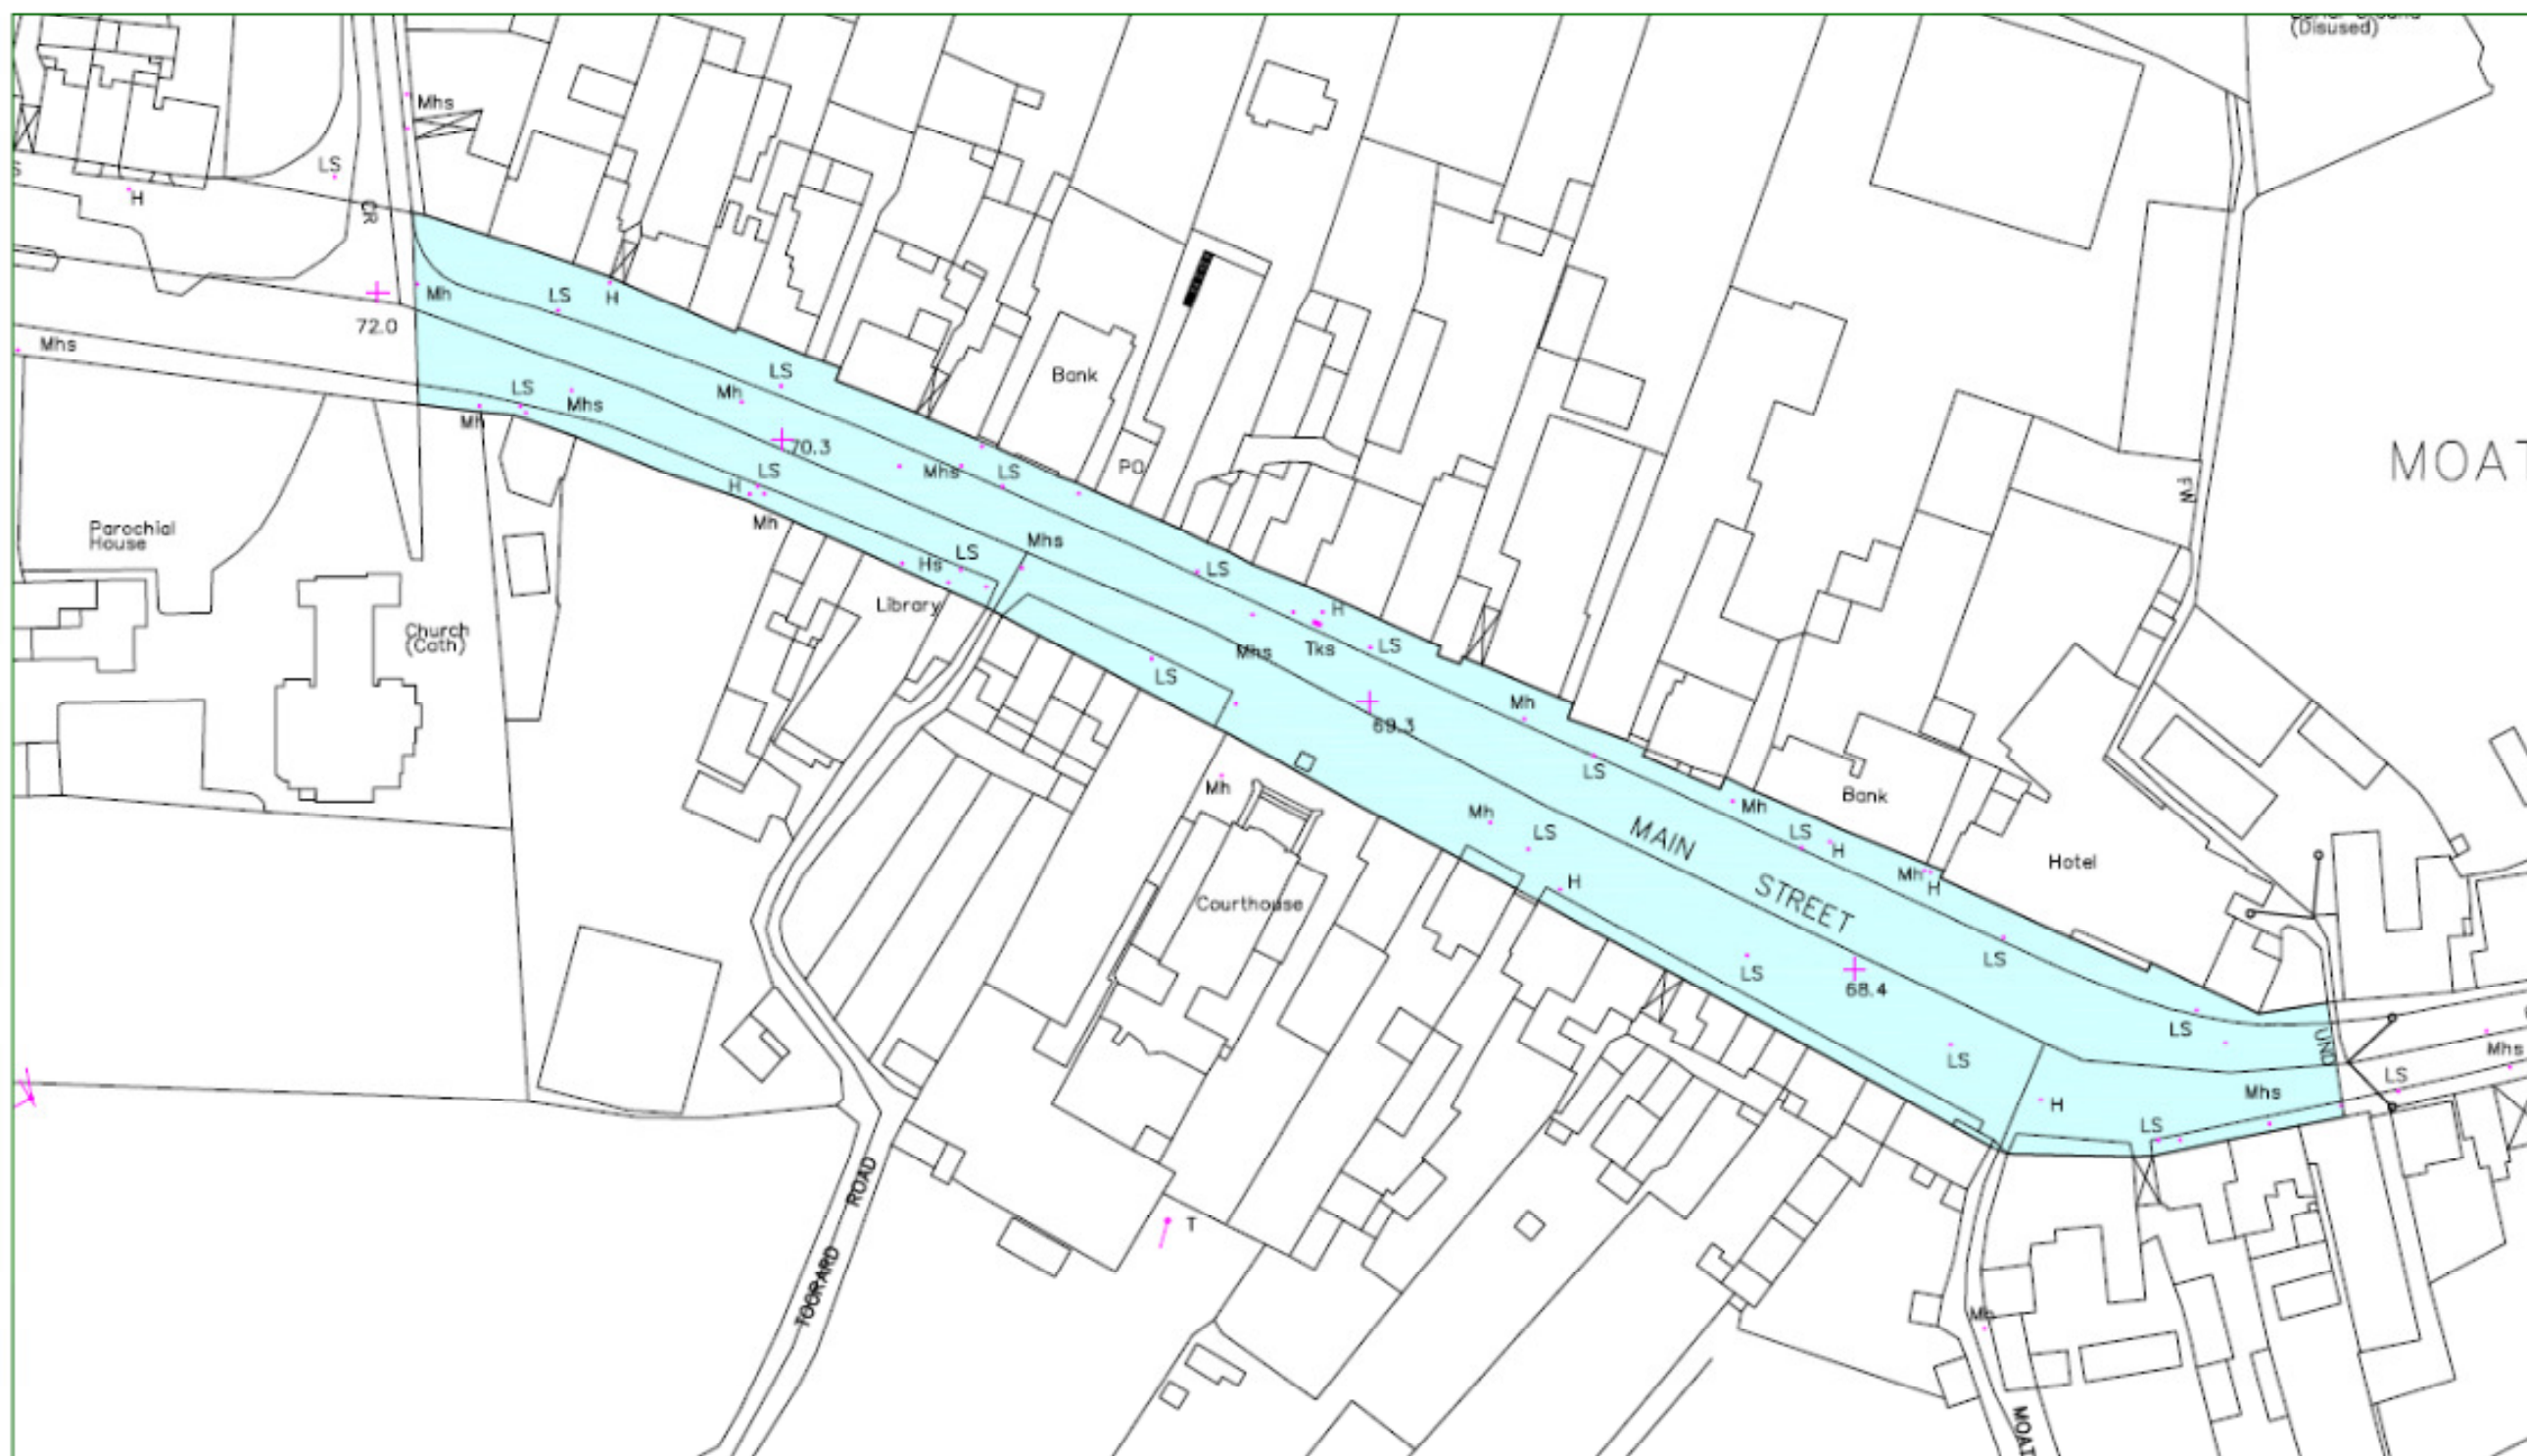 (Disused)
Mhs
LS
H
CR
Mh
LS
H
72.0
Mhs
LS
Mhs
Mh
LS
Mh
Bank
70.3
LS
H
Mh
Mhs
LS
PO
MOAT
FW
Parochial
House
Mhs
LS
Hs
Library
LS
Church
(Cath)
H
Mhs
Tks
LS
LS
Mh
69.3
LS
Mh
Mh
LS
MAIN STREET
Mh
LS
H
Bank
Hotel
Mh
H
H
Courthouse
LS
LS
68.4
LS
LS
UND
Mhs
LS
Mhs
H
LS
TOORARD ROAD
T
Mh
MOAT